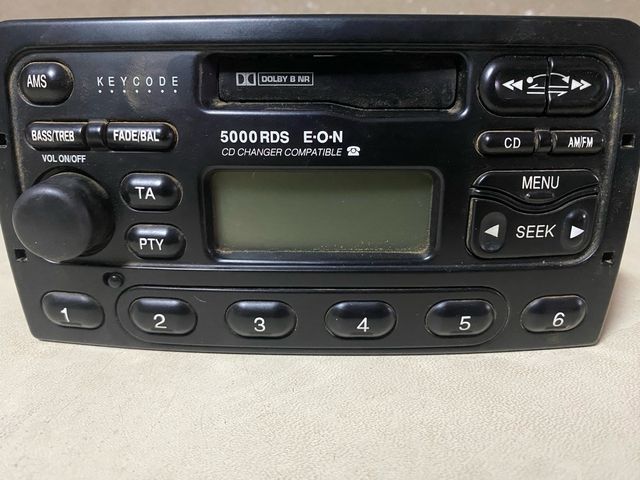 AMS
KEYCODE
DOLBY B NR
BASS/TREB
FADE/BAL
5000 RDS E·O·N
CD CHANGER COMPATIBLE
CD
AM/FM
VOL ON/OFF
TA
MENU
PTY
SEEK
1
2
3
4
5
6